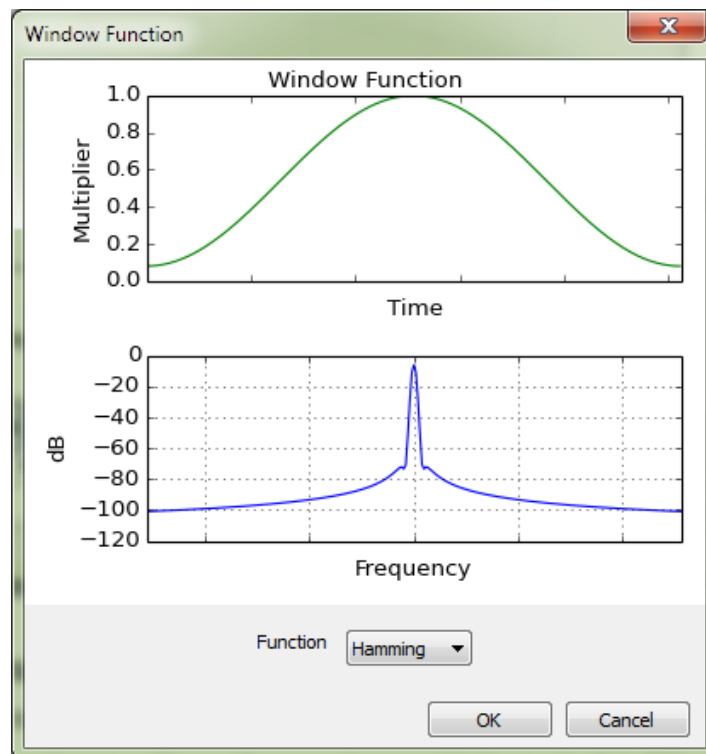 Window Function
Window Function
1.0
0.8
0.6
0.4
0.2
0.0
Multiplier
Time
0
−20
−40
−60
−80
−100
−120
dB
Frequency
Function
Hamming
OK
Cancel